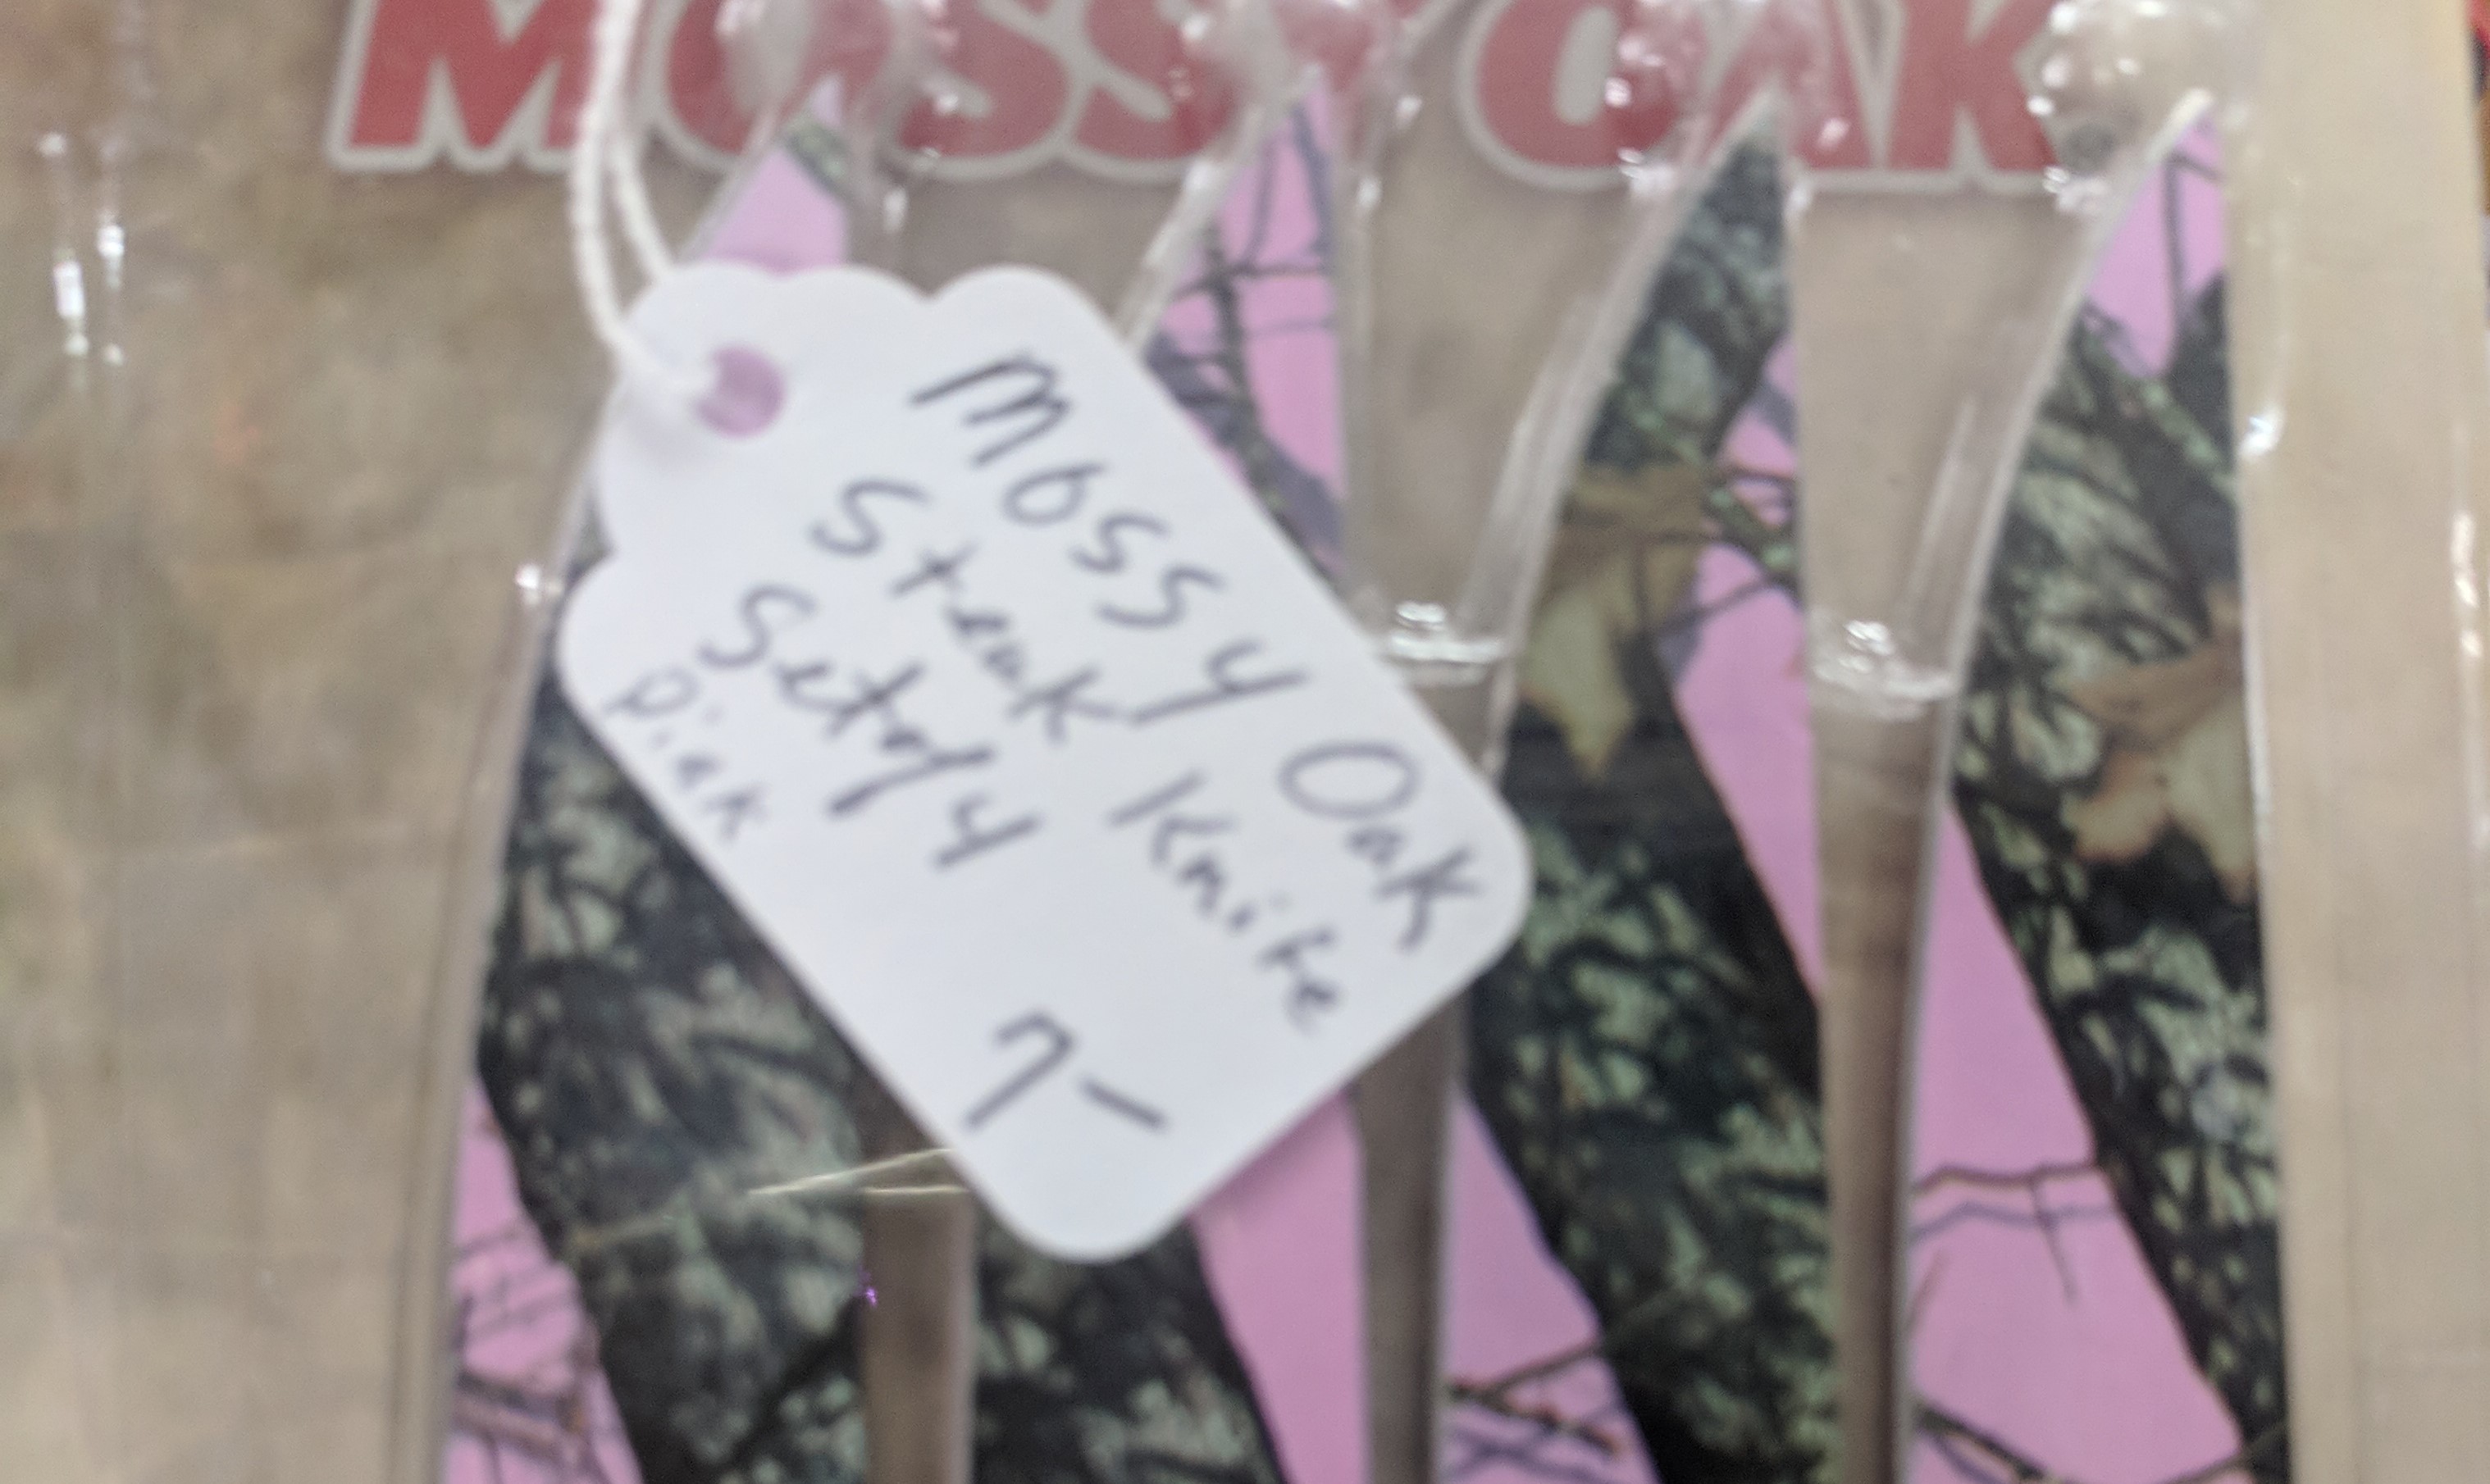 MOSSY OAK
Mossy Oak
Steak Knife
Set of 4
Pink
7-